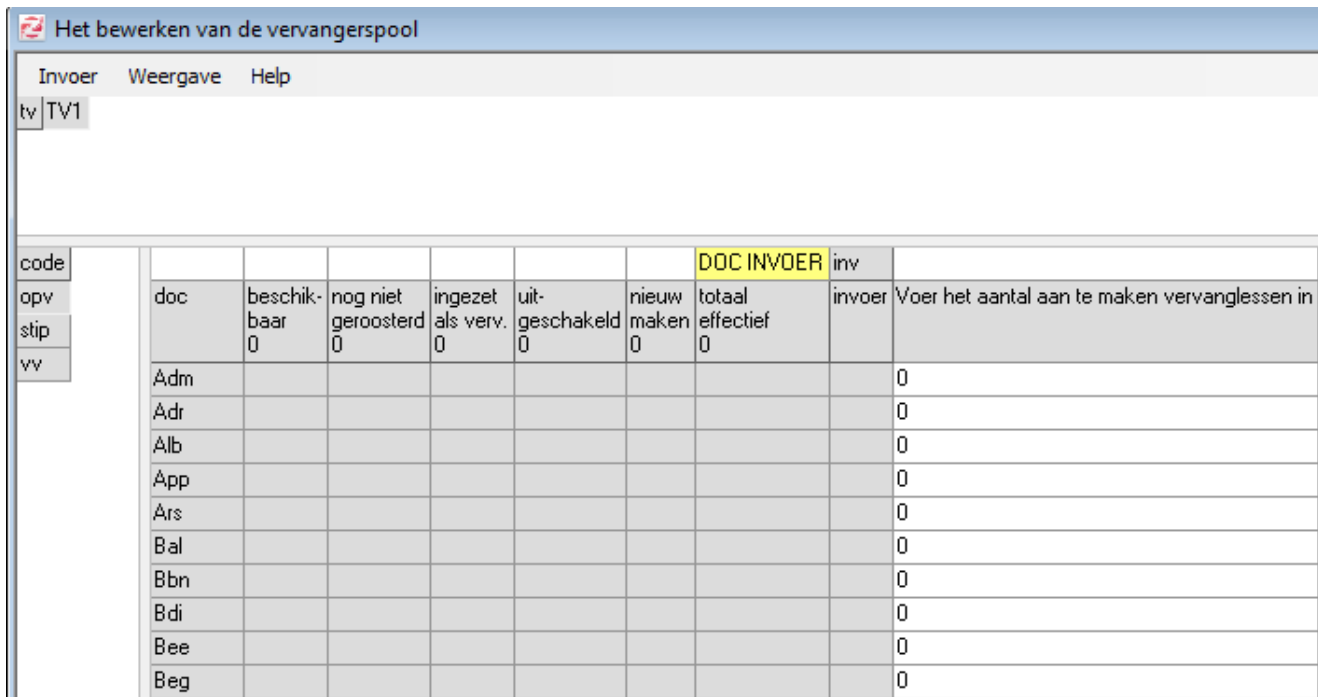 Het bewerken van de vervangerspool
Invoer Weergave Help
tv TV1
code DOC INVOER inv
opv doc beschik- nog niet ingezet uit- nieuw totaal invoer Voer het aantal aan te maken vervanglessen in
stip baar geroosterd als verv. geschakeld maken effectief
0 0 0 0 0 0
vv
Adm 0
Adr 0
Alb 0
App 0
Ars 0
Bal 0
Bbn 0
Bdi 0
Bee 0
Beg 0